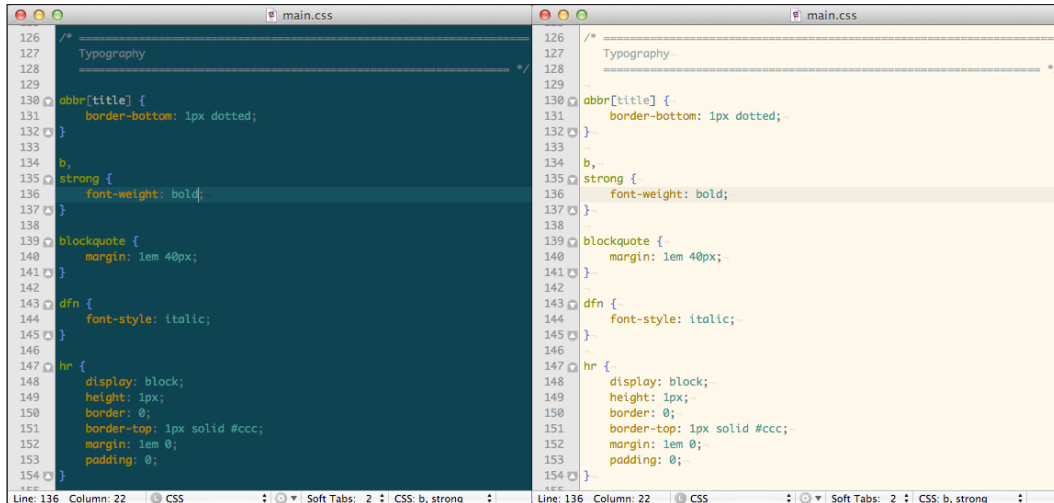 main.css
126 /* =====================================================================
127 Typography
128 ================================================================= */
129
130 abbr[title] {
131 border-bottom: 1px dotted;
132 }
133
134 b,
135 strong {
136 font-weight: bold;
137 }
138
139 blockquote {
140 margin: 1em 40px;
141 }
142
143 dfn {
144 font-style: italic;
145 }
146
147 hr {
148 display: block;
149 height: 1px;
150 border: 0;
151 border-top: 1px solid #ccc;
152 margin: 1em 0;
153 padding: 0;
154 }
Line: 136 Column: 22 L CSS Soft Tabs: 2 CSS: b, strong
main.css
126 /* =====================================================================
127 Typography
128 ================================================================= *
129
130 abbr[title] {
131 border-bottom: 1px dotted;
132 }
133
134 b,
135 strong {
136 font-weight: bold;
137 }
138
139 blockquote {
140 margin: 1em 40px;
141 }
142
143 dfn {
144 font-style: italic;
145 }
146
147 hr {
148 display: block;
149 height: 1px;
150 border: 0;
151 border-top: 1px solid #ccc;
152 margin: 1em 0;
153 padding: 0;
154 }
Line: 136 Column: 22 L CSS Soft Tabs: 2 CSS: b, strong